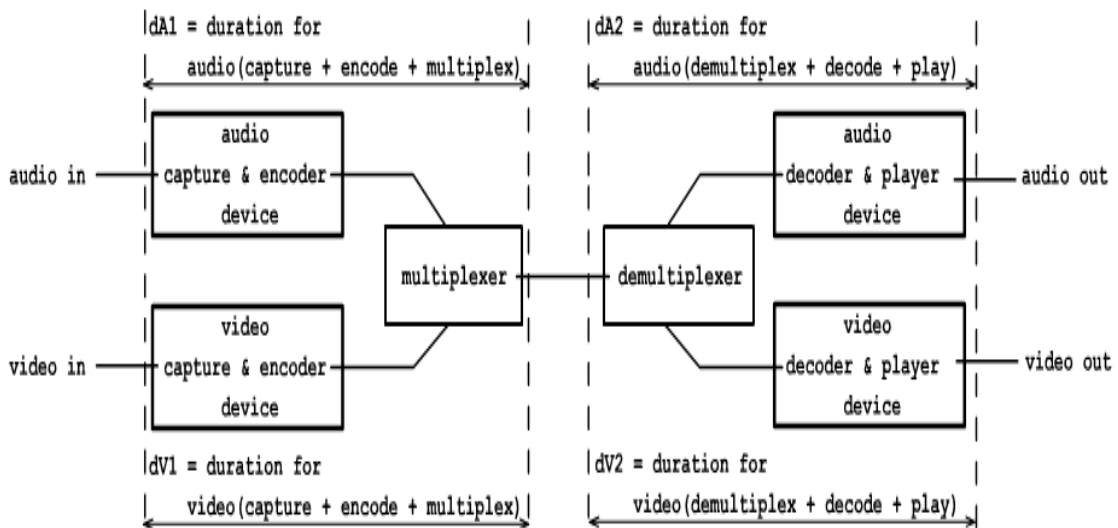 dA1 = duration for
audio(capture + encode + multiplex)
dA2 = duration for
audio(demultiplex + decode + play)
audio in
audio
capture & encoder
device
audio
decoder & player
device
audio out
multiplexer
demultiplexer
video in
video
capture & encoder
device
video
decoder & player
device
video out
dV1 = duration for
video(capture + encode + multiplex)
dV2 = duration for
video(demultiplex + decode + play)